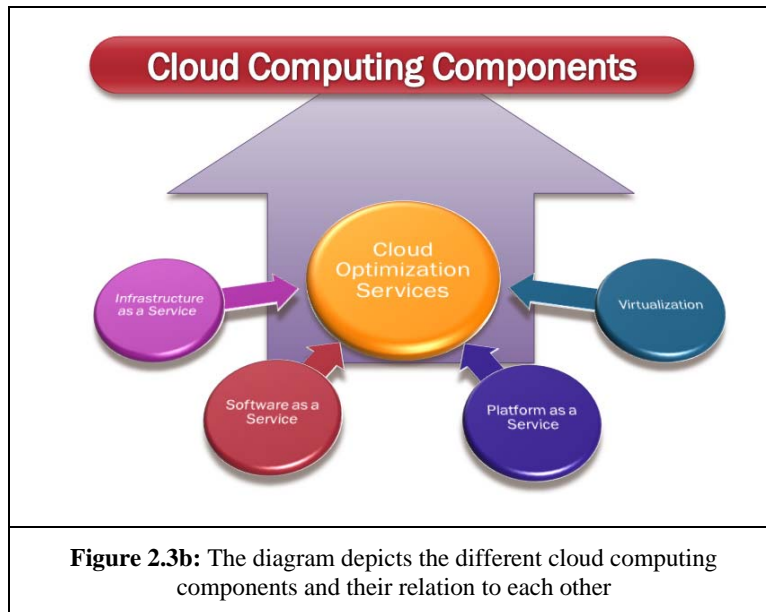 Cloud Computing Components
Cloud
Optimization
Services
Infrastructure
as a Service
Virtualization
Software as a
Service
Platform as a
Service
Figure 2.3b: The diagram depicts the different cloud computing
components and their relation to each other